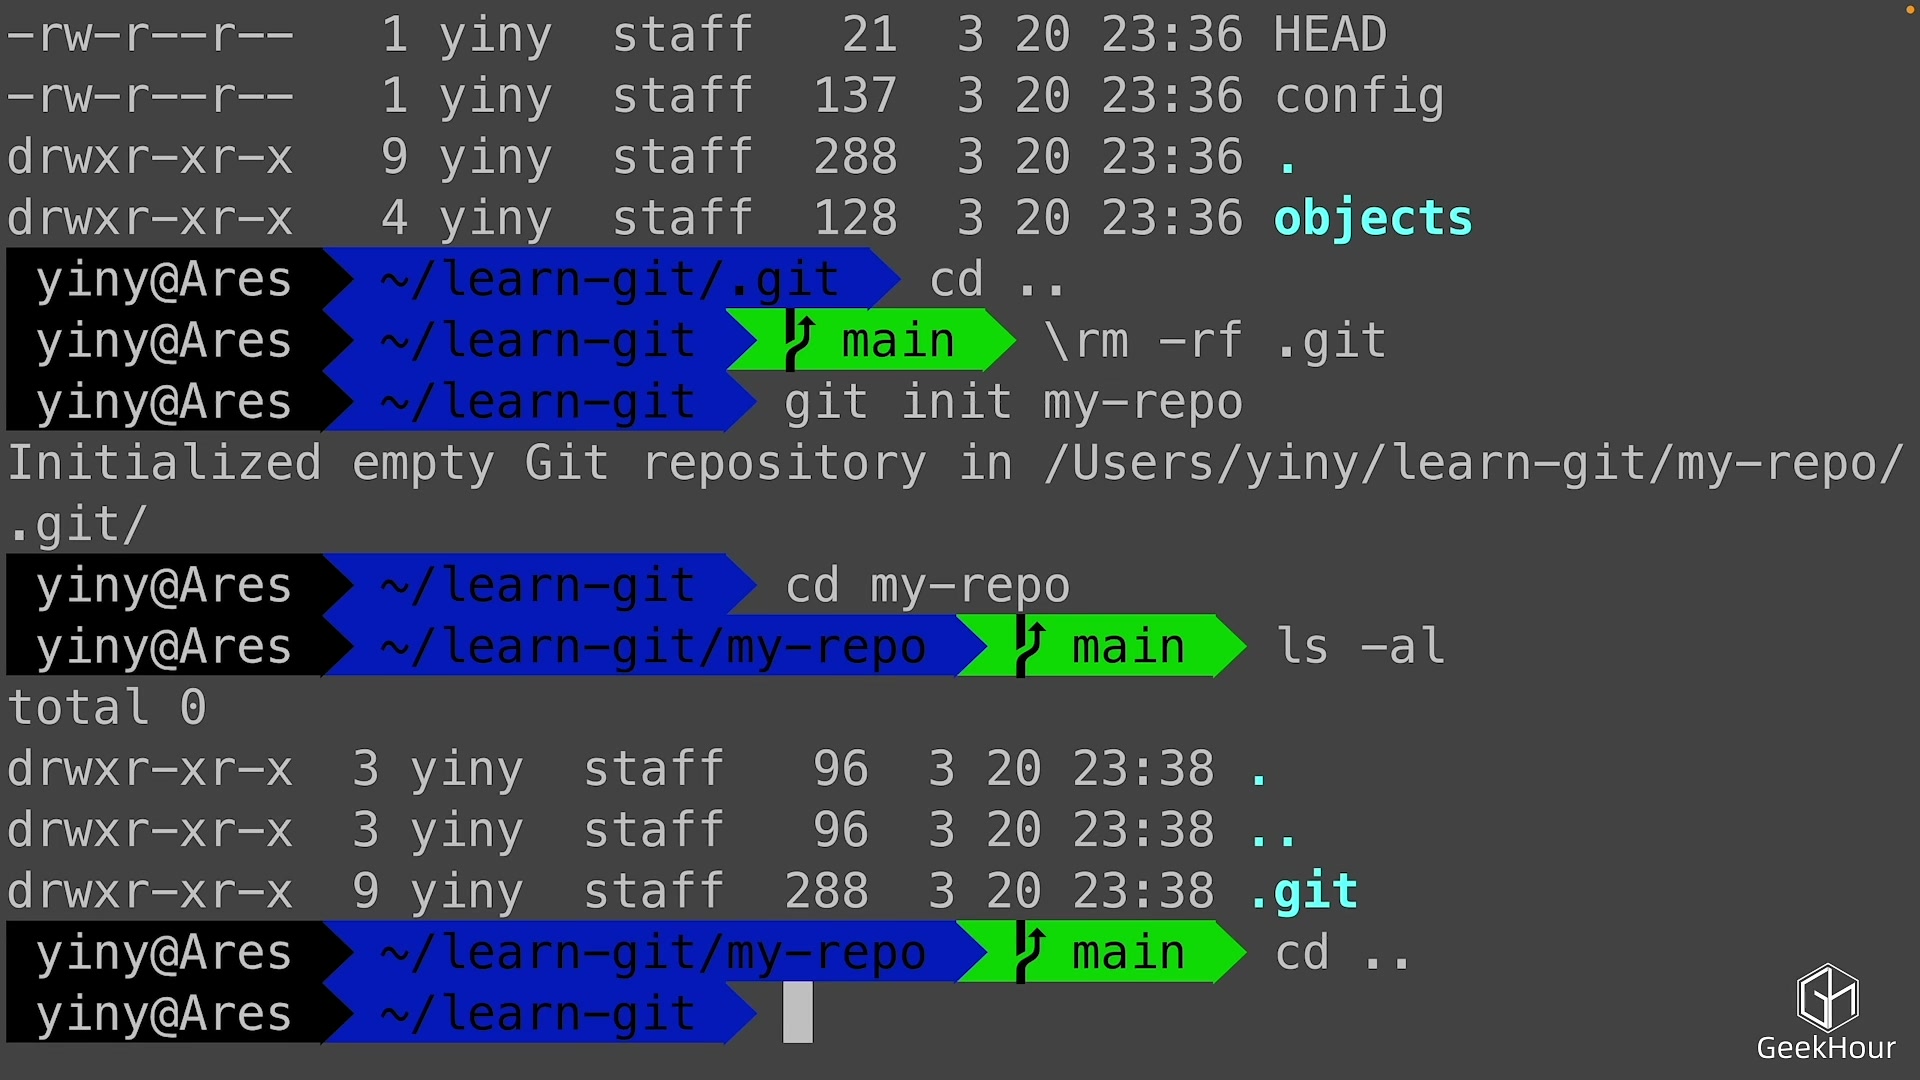 -rw-r--r--   1 yiny  staff   21  3 20 23:36 HEAD
-rw-r--r--   1 yiny  staff  137  3 20 23:36 config
drwxr-xr-x   9 yiny  staff  288  3 20 23:36 .
drwxr-xr-x   4 yiny  staff  128  3 20 23:36 objects
yiny@Ares ~/learn-git/.git cd ..
yiny@Ares ~/learn-git main \rm -rf .git
yiny@Ares ~/learn-git git init my-repo
Initialized empty Git repository in /Users/yiny/learn-git/my-repo/
.git/
yiny@Ares ~/learn-git cd my-repo
yiny@Ares ~/learn-git/my-repo main ls -al
total 0
drwxr-xr-x  3 yiny  staff   96  3 20 23:38 .
drwxr-xr-x  3 yiny  staff   96  3 20 23:38 ..
drwxr-xr-x  9 yiny  staff  288  3 20 23:38 .git
yiny@Ares ~/learn-git/my-repo main cd ..
yiny@Ares ~/learn-git
GeekHour